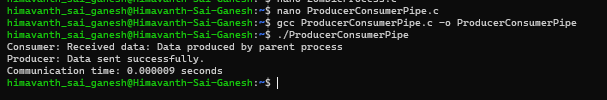 himavanth_sai_ganesh@Himavanth-Sai-Ganesh:~$ nano ProducerConsumerPipe.c
himavanth_sai_ganesh@Himavanth-Sai-Ganesh:~$ gcc ProducerConsumerPipe.c -o ProducerConsumerPipe
himavanth_sai_ganesh@Himavanth-Sai-Ganesh:~$ ./ProducerConsumerPipe
Consumer: Received data: Data produced by parent process
Producer: Data sent successfully.
Communication time: 0.000009 seconds
himavanth_sai_ganesh@Himavanth-Sai-Ganesh:~$